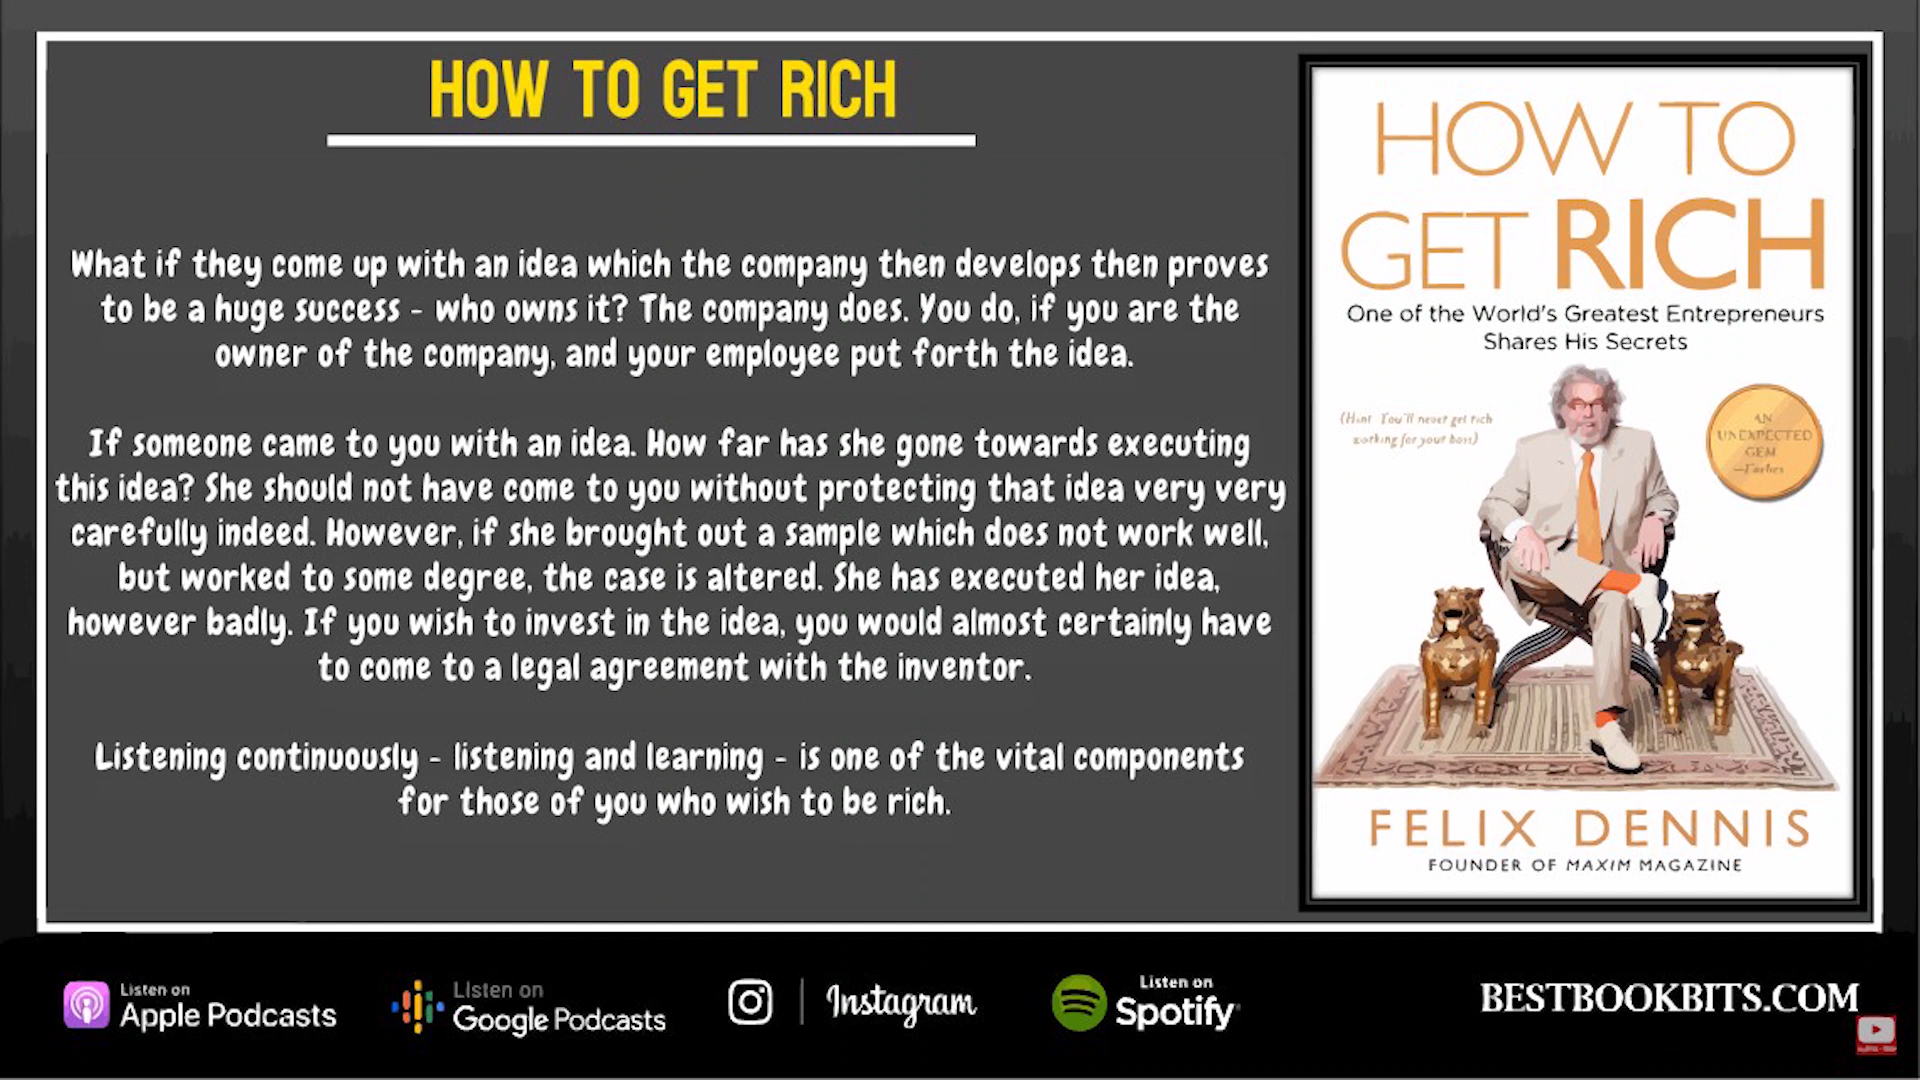 HOW TO GET RICH
What if they come up with an idea which the company then develops then proves
to be a huge success - who owns it? The company does. You do, if you are the
owner of the company, and your employee put forth the idea.
If someone came to you with an idea. How far has she gone towards executing
this idea? She should not have come to you without protecting that idea very very
carefully indeed. However, if she brought out a sample which does not work well,
but worked to some degree, the case is altered. She has executed her idea,
however badly. If you wish to invest in the idea, you would almost certainly have
to come to a legal agreement with the inventor.
Listening continuously - listening and learning - is one of the vital components
for those of you who wish to be rich.
HOW TO
GET RICH
One of the World's Greatest Entrepreneurs
Shares His Secrets
(Hint You'll never get rich
working for your boss)
AN
UNEXPECTED
GEM
—Forbes
FELIX DENNIS
FOUNDER OF MAXIM MAGAZINE
Listen on
Apple Podcasts
Listen on
Google Podcasts
Instagram
Listen on
Spotify
BESTBOOKBITS.COM